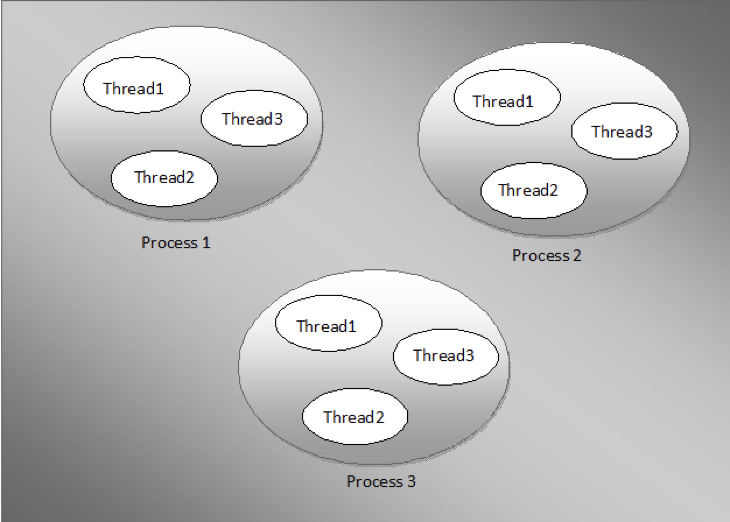 Thread1
Thread3
Thread2
Process 1
Thread1
Thread3
Thread2
Process 2
Thread1
Thread3
Thread2
Process 3